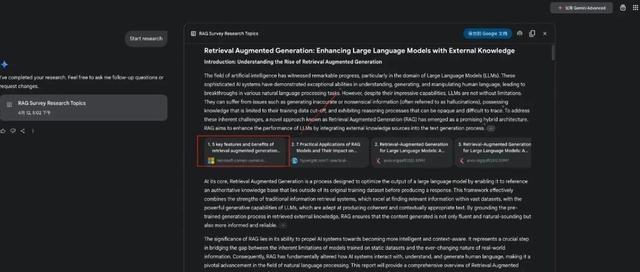 试用 Gemini Advanced
Start research
I've completed your research. Feel free to ask me follow-up questions or
request changes.
RAG Survey Research Topics
4月 12, 5:02 下午
RAG Survey Research Topics
保存到 Google 文档
Retrieval Augmented Generation: Enhancing Large Language Models with External Knowledge
Introduction: Understanding the Rise of Retrieval Augmented Generation
The field of artificial intelligence has witnessed remarkable progress, particularly in the domain of Large Language Models (LLMs). These
sophisticated AI systems have demonstrated exceptional abilities in understanding, generating, and manipulating human language, leading to
breakthroughs in various natural language processing tasks. However, despite their impressive capabilities, LLMs are not without limitations.
They can suffer from issues such as generating inaccurate or nonsensical information (often referred to as hallucinations), possessing
knowledge that is limited to their training data cut-off, and exhibiting reasoning processes that can be opaque and difficult to trace. To address
these inherent challenges, a novel approach known as Retrieval Augmented Generation (RAG) has emerged as a promising hybrid architecture.
RAG aims to enhance the performance of LLMs by integrating external knowledge sources into the text generation process.
1. 5 key features and benefits of
retrieval augmented generation...
2. 7 Practical Applications of RAG
Models and Their Impact on...
2. Retrieval-Augmented Generation
for Large Language Models: A...
3. Retrieval-Augmented Generation
for Large Language Models: A...
At its core, Retrieval Augmented Generation is a process designed to optimize the output of a large language model by enabling it to reference
an authoritative knowledge base that lies outside of its original training dataset before producing a response. This framework effectively
combines the strengths of traditional information retrieval systems, which excel at finding relevant information within vast datasets, with the
powerful generative capabilities of LLMs, which are adept at producing coherent and contextually appropriate text. By grounding the pre-
trained generation process in retrieved external knowledge, RAG ensures that the content generated is not only fluent and natural-sounding but
also more informed and reliable.
The significance of RAG lies in its ability to propel AI systems towards becoming more intelligent and context-aware. It represents a crucial step
in bridging the gap between the inherent limitations of models trained on static datasets and the ever-changing nature of real-world
information. Consequently, RAG has fundamentally altered how AI systems interact with, understand, and generate human language, making it a
pivotal advancement in the field of natural language processing. This report will provide a comprehensive overview of Retrieval Augmented